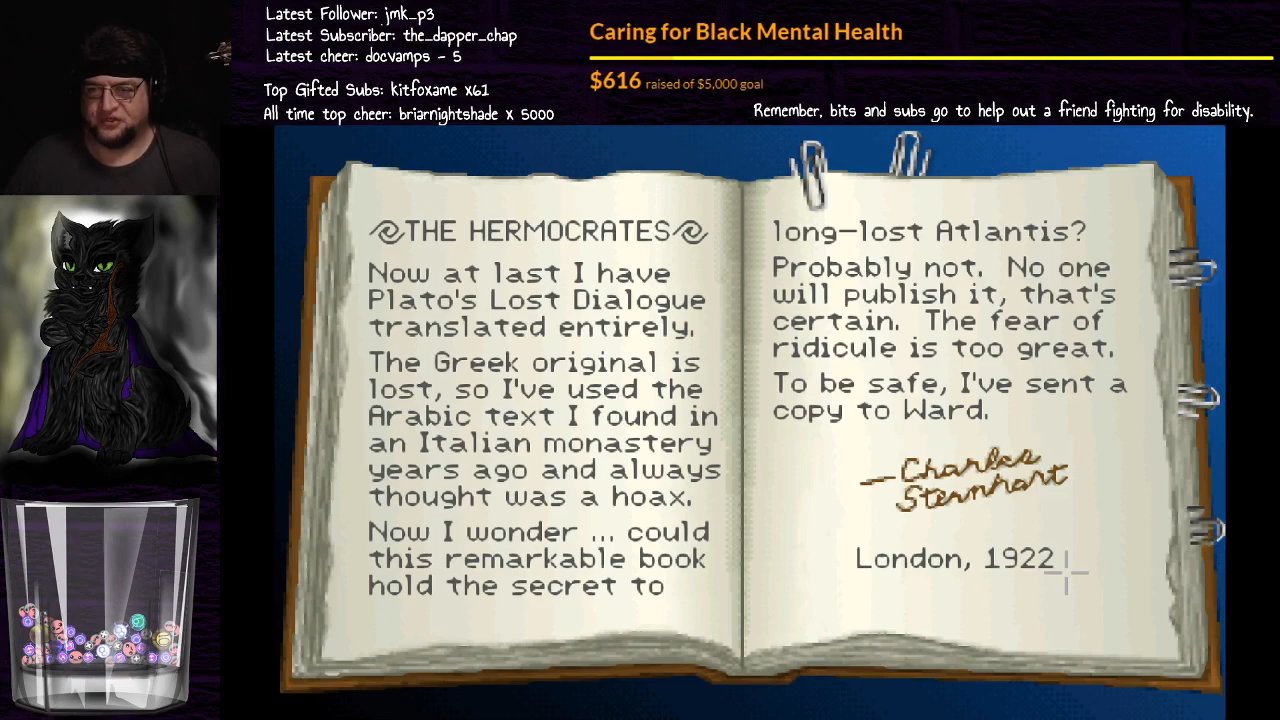 Latest Follower: jmk_p3
Latest Subscriber: the_dapper_chap
Latest cheer: docvamps - 5
Top Gifted Subs: kitfoxame x61
All time top cheer: briarnightshade x 5000
Caring for Black Mental Health
$616 raised of $5,000 goal
Remember, bits and subs go to help out a friend fighting for disability.
THE HERMOCRATES
Now at last I have
Plato's Lost Dialogue
translated entirely.
The Greek original is
lost, so I've used the
Arabic text I found in
an Italian monastery
years ago and always
thought was a hoax.
Now I wonder ... could
this remarkable book
hold the secret to
long-lost Atlantis?
Probably not. No one
will publish it, that's
certain. The fear of
ridicule is too great.
To be safe, I've sent a
copy to Ward.
—Charles
Sternhart
London, 1922